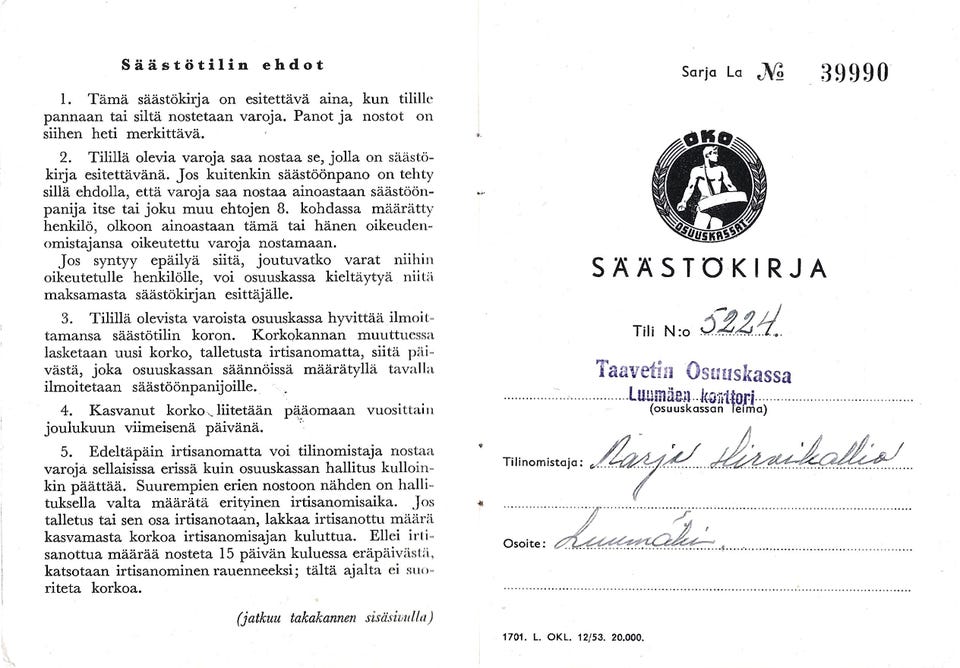 Säästötilin ehdot
1. Tämä säästökirja on esitettävä aina, kun tilille
pannaan tai siltä nostetaan varoja. Panot ja nostot on
siihen heti merkittävä.
2. Tilillä olevia varoja saa nostaa se, jolla on säästö-
kirja esitettävänä. Jos kuitenkin säästöönpano on tehty
sillä ehdolla, että varoja saa nostaa ainoastaan säästöön-
panija itse tai joku muu ehtojen 8. kohdassa määrätty
henkilö, olkoon ainoastaan tämä tai hänen oikeuden-
omistajansa oikeutettu varoja nostamaan.
Jos syntyy epäilyä siitä, joutuvatko varat niihin
oikeutetulle henkilölle, voi osuuskassa kieltäytyä niitä
maksamasta säästökirjan esittäjälle.
3. Tilillä olevista varoista osuuskassa hyvittää ilmoit-
tamansa säästötilin koron. Korkokannan muuttuessa
lasketaan uusi korko, talletusta irtisanomatta, siitä päi-
västä, joka osuuskassan säännöissä määrätyllä tavalla
ilmoitetaan säästöönpanijoille.
4. Kasvanut korko liitetään pääomaan vuosittain
joulukuun viimeisenä päivänä.
5. Edeltäpäin irtisanomatta voi tilinomistaja nostaa
varoja sellaisissa erissä kuin osuuskassan hallitus kulloin-
kin päättää. Suurempien erien nostoon nähden on halli-
tuksella valta määrätä erityinen irtisanomisaika. Jos
talletus tai sen osa irtisanotaan, lakkaa irtisanottu määrä
kasvamasta korkoa irtisanomisajan kuluttua. Ellei irti-
sanottua määrää nosteta 15 päivän kuluessa eräpäivästä,
katsotaan irtisanominen rauenneeksi; tältä ajalta ei suo-
riteta korkoa.
(jatkuu takakannen sisäsivulla)
Sarja La № 39990
OKO
OSUUSKASSAT
SÄÄSTÖKIRJA
Tili N:o 5224.
Taavetin Osuuskassa
Luumäen konttori
(osuuskassan leima)
Tilinomistaja: Marja Hirvikallio
Osoite: Luumäki
1701. L. OKL. 12/53. 20.000.